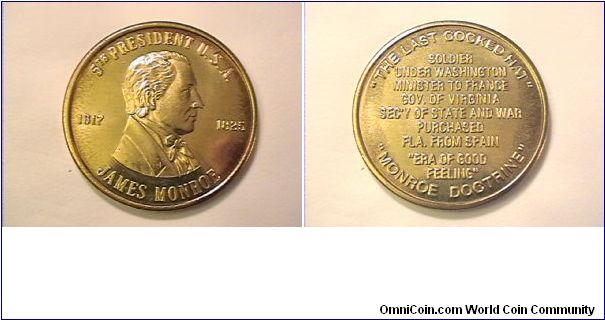 5TH PRESIDENT U.S.A.
1817 1825
JAMES MONROE
"THE LAST COCKED HAT"
SOLDIER
UNDER WASHINGTON
MINISTER TO FRANCE
GOV. OF VIRGINIA
SEC'Y OF STATE AND WAR
PURCHASED
FLA. FROM SPAIN
"ERA OF GOOD
FEELING"
"MONROE DOCTRINE"
OmniCoin.com World Coin Community